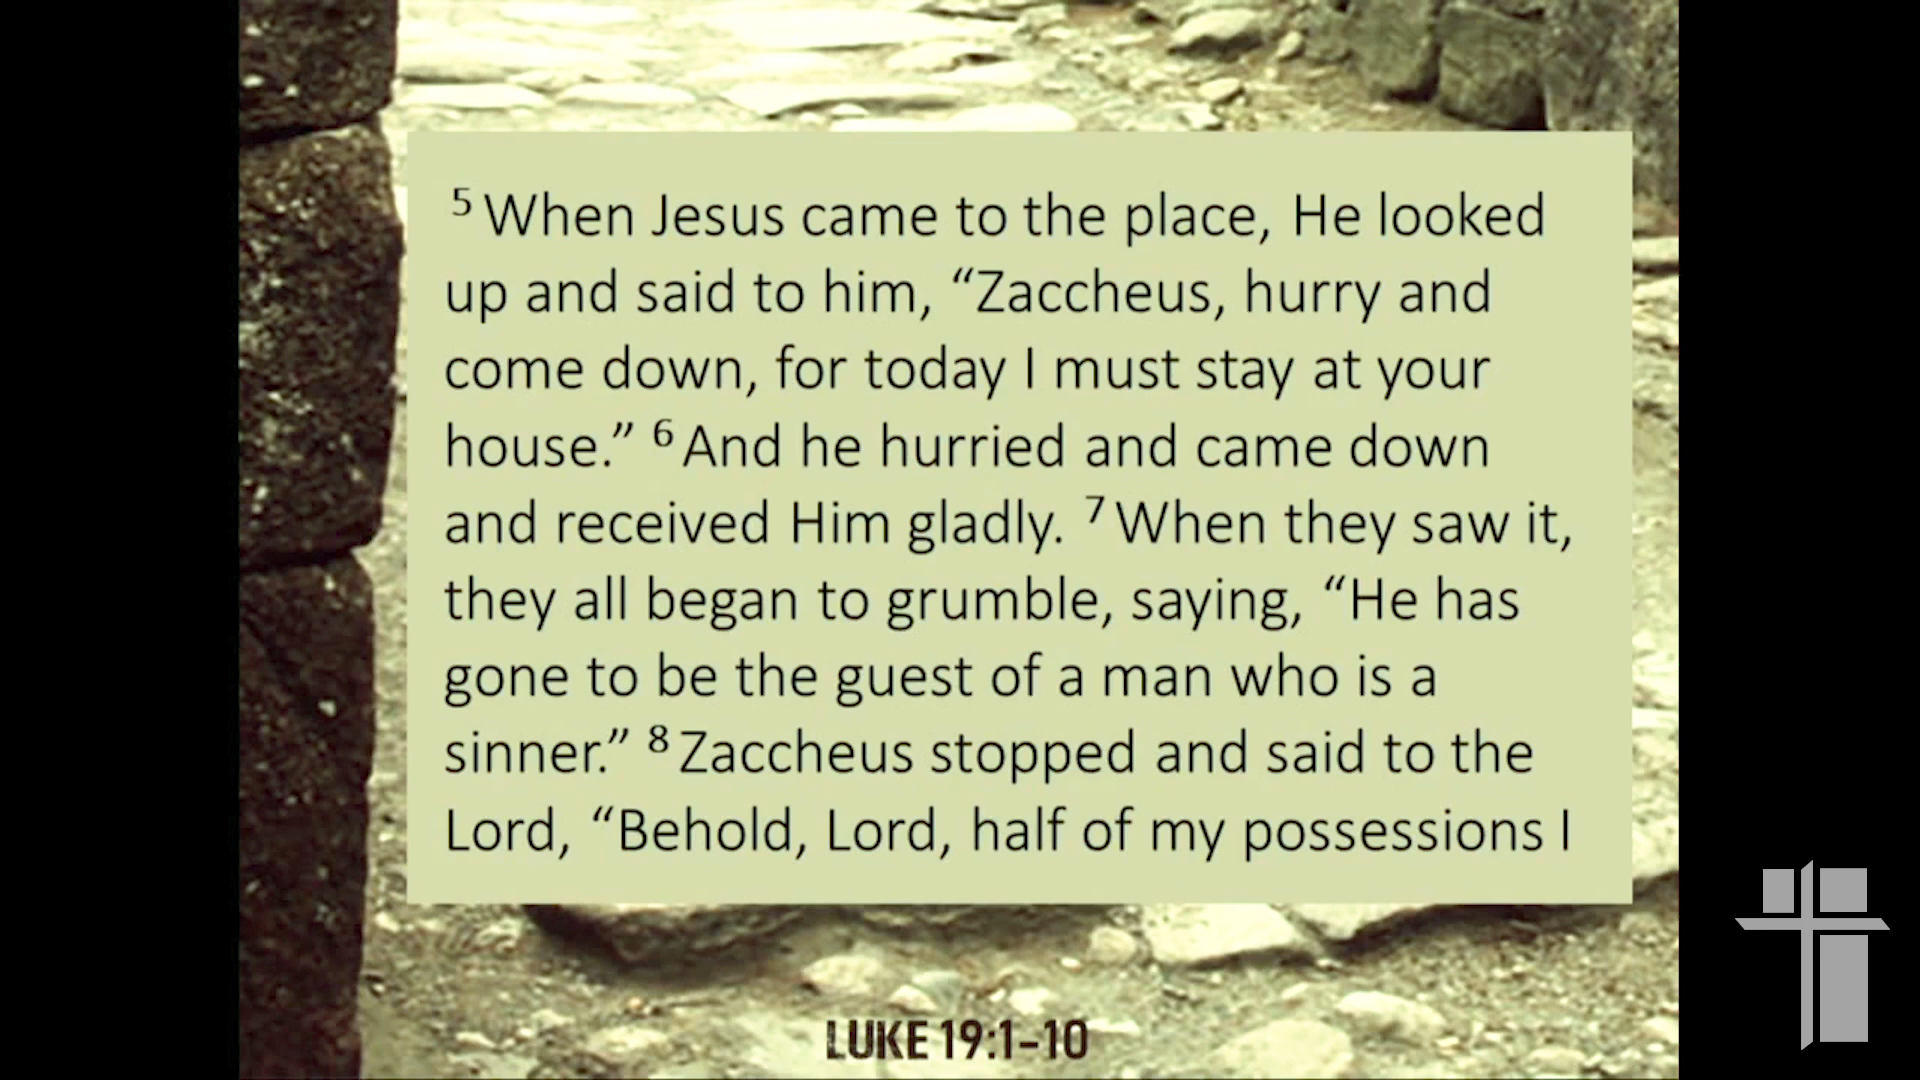 ⁵ When Jesus came to the place, He looked
up and said to him, “Zaccheus, hurry and
come down, for today I must stay at your
house.” ⁶ And he hurried and came down
and received Him gladly. ⁷ When they saw it,
they all began to grumble, saying, “He has
gone to be the guest of a man who is a
sinner.” ⁸ Zaccheus stopped and said to the
Lord, “Behold, Lord, half of my possessions I
LUKE 19:1-10